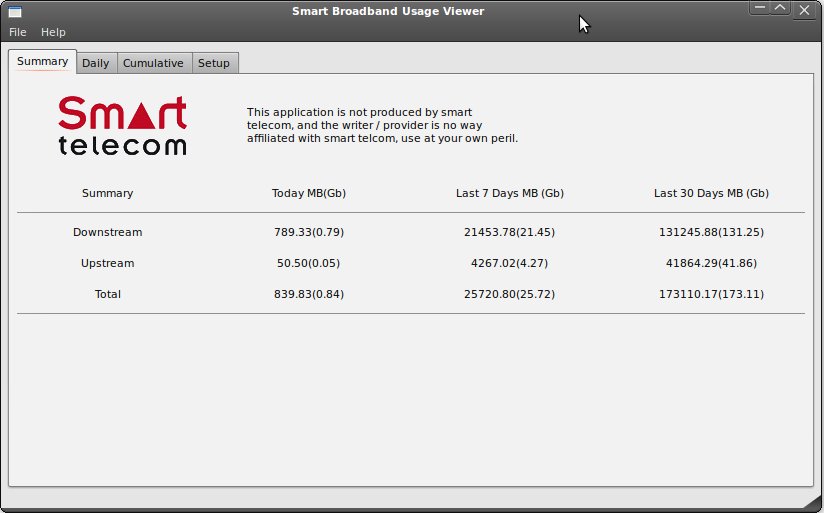 Smart Broadband Usage Viewer
File Help
Summary Daily Cumulative Setup
Smart
telecom
This application is not produced by smart
telecom, and the writer / provider is no way
affiliated with smart telcom, use at your own peril.
Summary Today MB(Gb) Last 7 Days MB (Gb) Last 30 Days MB (Gb)
Downstream 789.33(0.79) 21453.78(21.45) 131245.88(131.25)
Upstream 50.50(0.05) 4267.02(4.27) 41864.29(41.86)
Total 839.83(0.84) 25720.80(25.72) 173110.17(173.11)